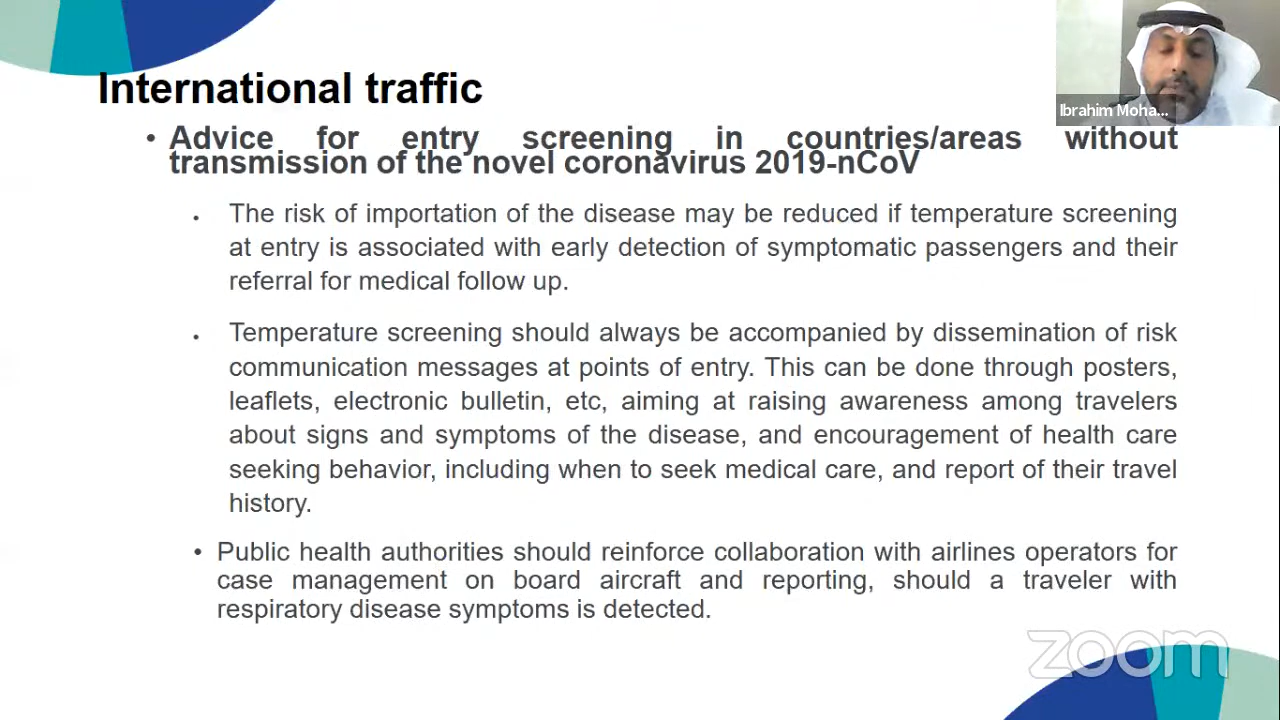 International traffic
Ibrahim Moha...
• Advice for entry screening in countries/areas without
transmission of the novel coronavirus 2019-nCoV
• The risk of importation of the disease may be reduced if temperature screening
at entry is associated with early detection of symptomatic passengers and their
referral for medical follow up.
• Temperature screening should always be accompanied by dissemination of risk
communication messages at points of entry. This can be done through posters,
leaflets, electronic bulletin, etc, aiming at raising awareness among travelers
about signs and symptoms of the disease, and encouragement of health care
seeking behavior, including when to seek medical care, and report of their travel
history.
• Public health authorities should reinforce collaboration with airlines operators for
case management on board aircraft and reporting, should a traveler with
respiratory disease symptoms is detected.
zoom